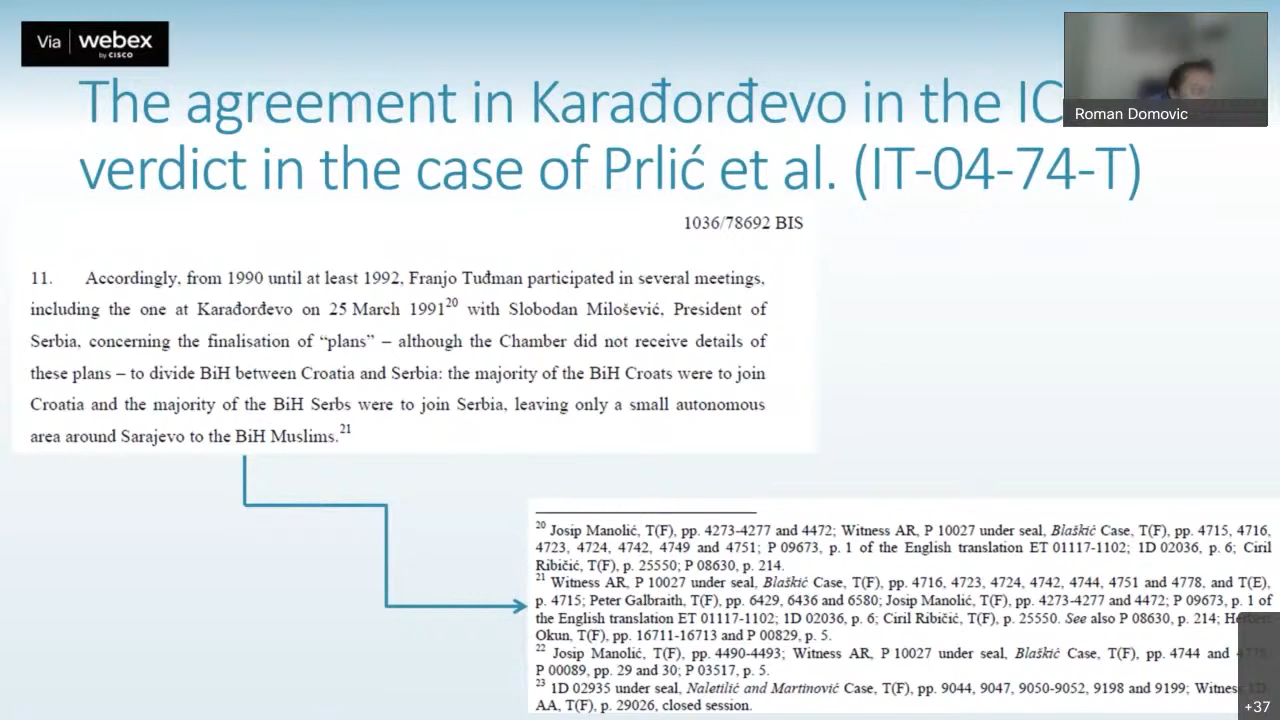 Via webex
by CISCO
The agreement in Karađorđevo in the IC
Roman Domovic
verdict in the case of Prlić et al. (IT-04-74-T)
1036/78692 BIS
11. Accordingly, from 1990 until at least 1992, Franjo Tuđman participated in several meetings,
including the one at Karađorđevo on 25 March 1991²⁰ with Slobodan Milošević, President of
Serbia, concerning the finalisation of “plans” – although the Chamber did not receive details of
these plans – to divide BiH between Croatia and Serbia: the majority of the BiH Croats were to join
Croatia and the majority of the BiH Serbs were to join Serbia, leaving only a small autonomous
area around Sarajevo to the BiH Muslims.²¹
²⁰ Josip Manolić, T(F), pp. 4273-4277 and 4472; Witness AR, P 10027 under seal, Blaškić Case, T(F), pp. 4715, 4716,
4723, 4724, 4742, 4749 and 4751; P 09673, p. 1 of the English translation ET 01117-1102; 1D 02036, p. 6; Ciril
Ribičić, T(F), p. 25550; P 08630, p. 214.
²¹ Witness AR, P 10027 under seal, Blaškić Case, T(F), pp. 4716, 4723, 4724, 4742, 4744, 4751 and 4778, and T(E),
p. 4715; Peter Galbraith, T(F), pp. 6429, 6436 and 6580; Josip Manolić, T(F), pp. 4273-4277 and 4472; P 09673, p. 1 of
the English translation ET 01117-1102; 1D 02036, p. 6; Ciril Ribičić, T(F), p. 25550. See also P 08630, p. 214; Herbert
Okun, T(F), pp. 16711-16713 and P 00829, p. 5.
²² Josip Manolić, T(F), pp. 4490-4493; Witness AR, P 10027 under seal, Blaškić Case, T(F), pp. 4744 and 4778;
P 00089, pp. 29 and 30; P 03517, p. 5.
²³ 1D 02935 under seal, Naletilić and Martinović Case, T(F), pp. 9044, 9047, 9050-9052, 9198 and 9199; Witness 1D-
AA, T(F), p. 29026, closed session.
+37